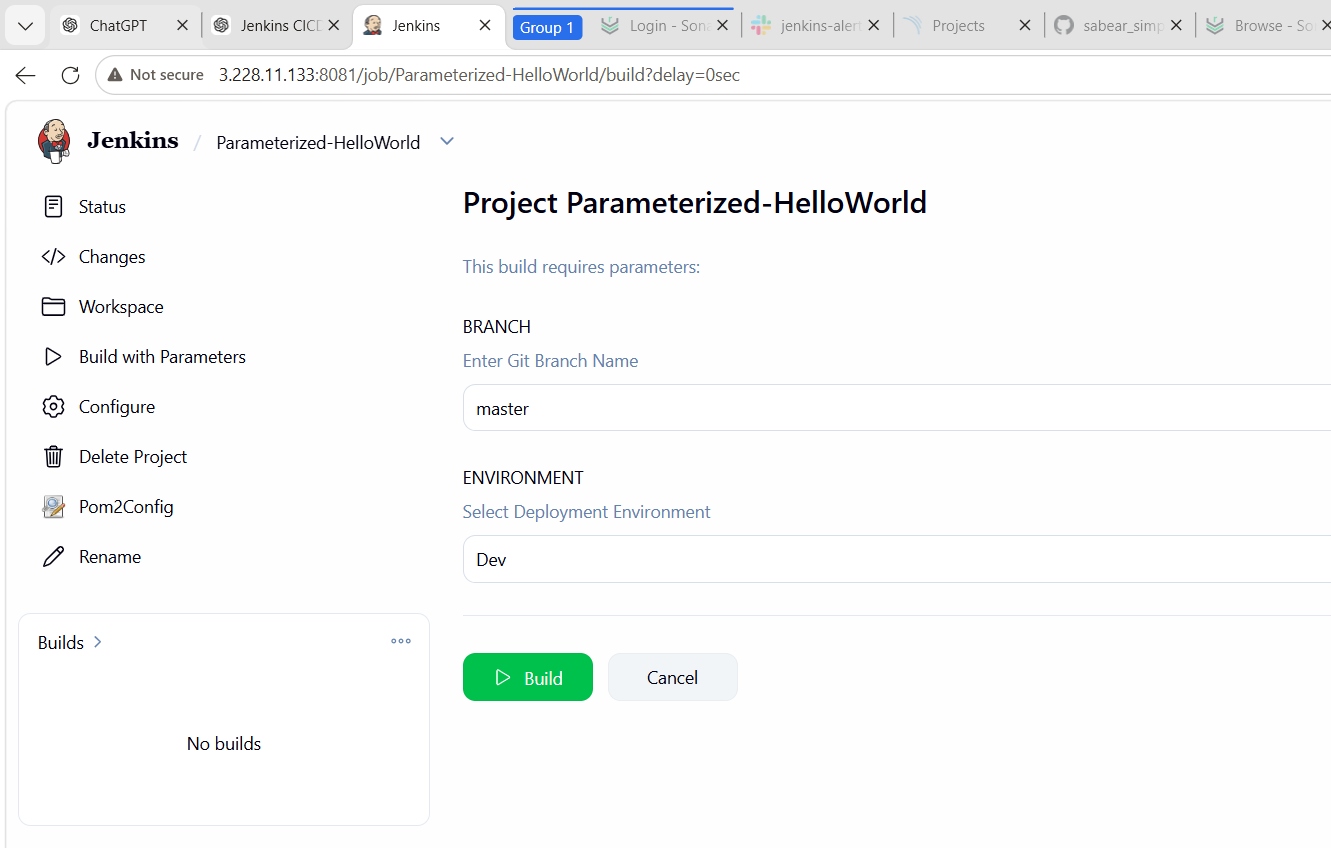 ChatGPT
Jenkins CICD
Jenkins
Group 1
Login - Sona
jenkins-alert
Projects
sabear_simp
Browse - So
Not secure 3.228.11.133:8081/job/Parameterized-HelloWorld/build?delay=0sec
Jenkins / Parameterized-HelloWorld
Status
Changes
Workspace
Build with Parameters
Configure
Delete Project
Pom2Config
Rename
Builds
No builds
Project Parameterized-HelloWorld
This build requires parameters:
BRANCH
Enter Git Branch Name
master
ENVIRONMENT
Select Deployment Environment
Dev
Build
Cancel